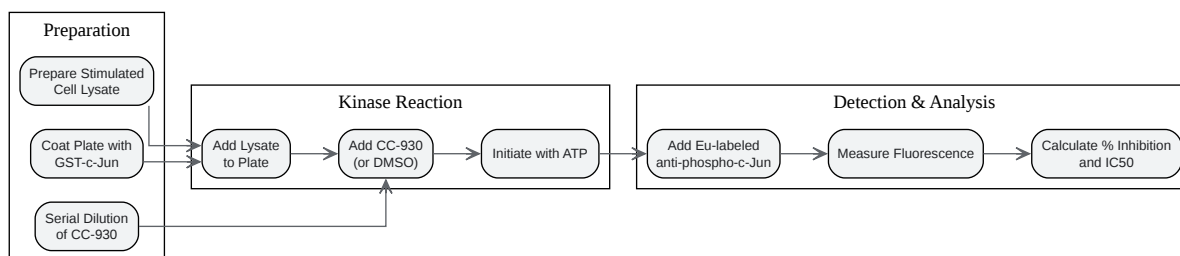 Preparation
Prepare Stimulated
Cell Lysate
Coat Plate with
GST-c-Jun
Serial Dilution
of CC-930
Kinase Reaction
Add Lysate
to Plate
Add CC-930
(or DMSO)
Initiate with ATP
Detection & Analysis
Add Eu-labeled
anti-phospho-c-Jun
Measure Fluorescence
Calculate % Inhibition
and IC50